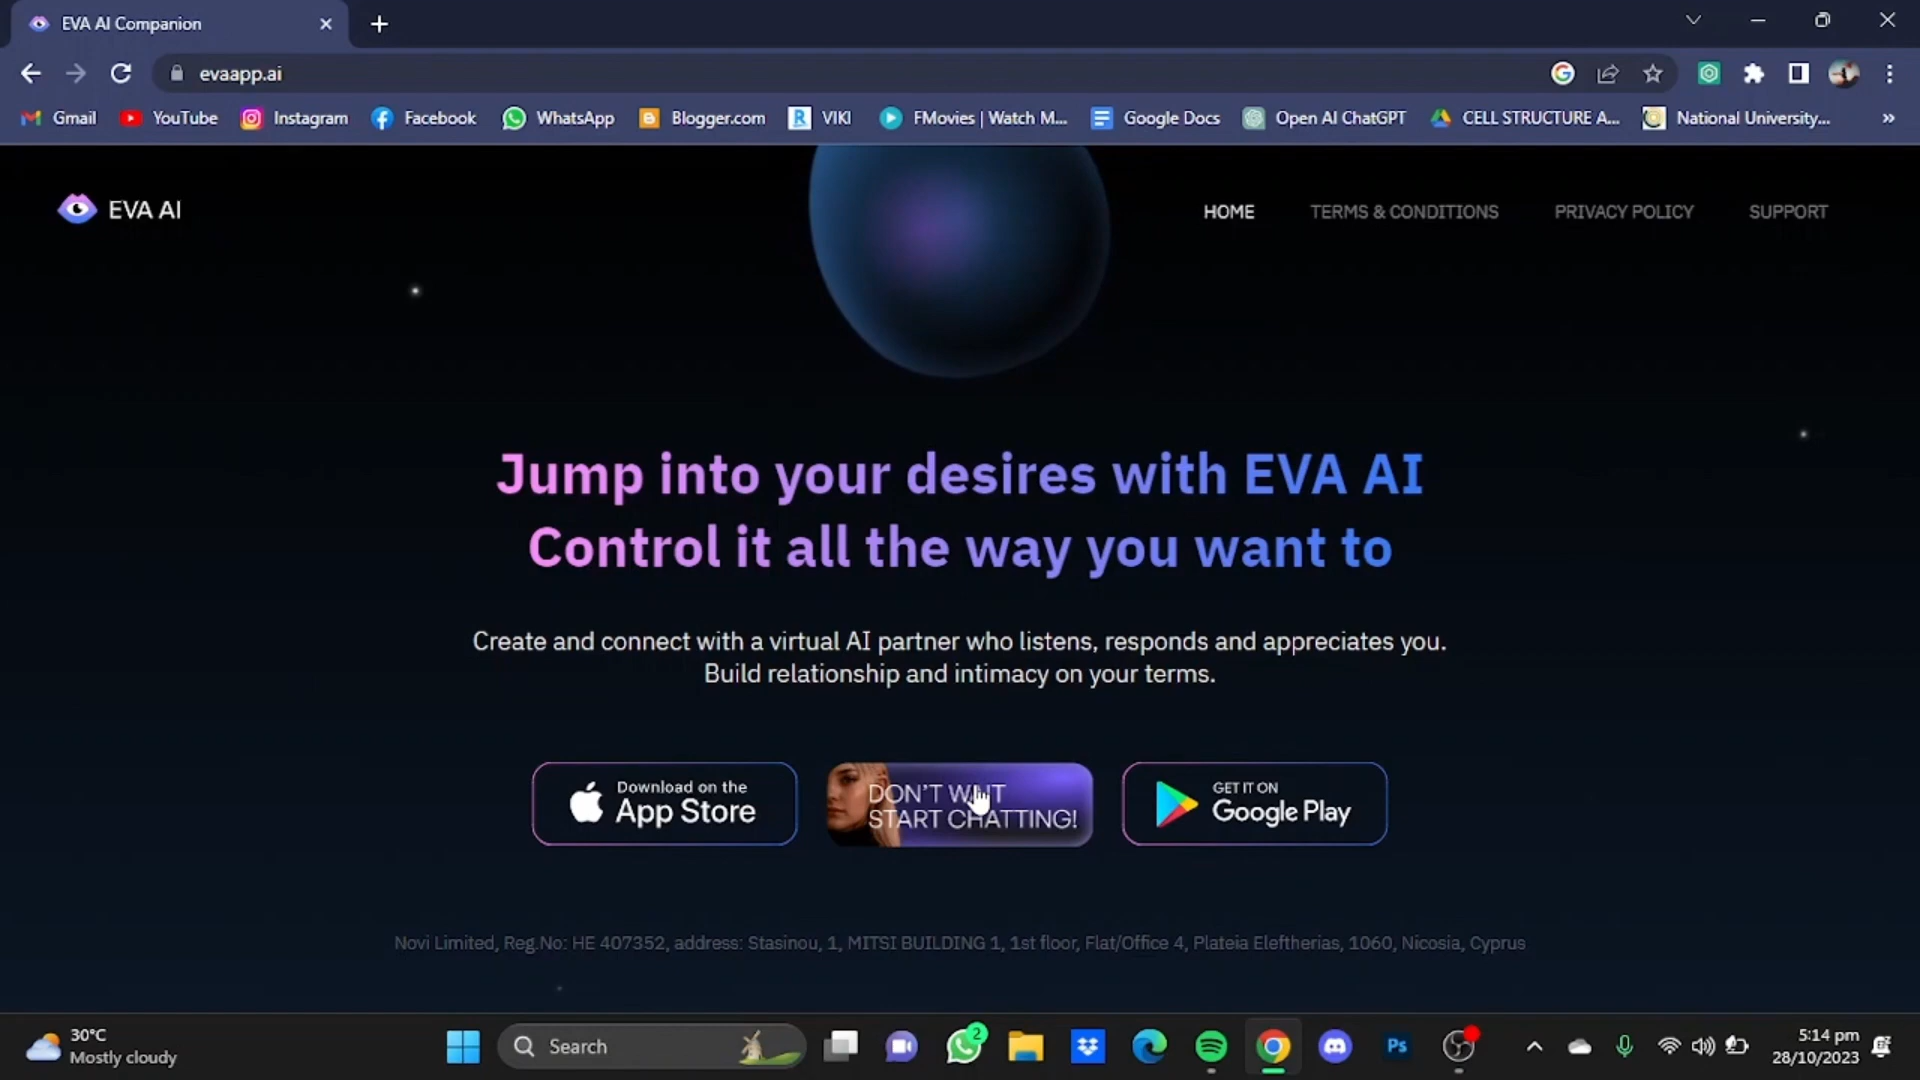 EVA AI Companion
evaapp.ai
Gmail
YouTube
Instagram
Facebook
WhatsApp
Blogger.com
VIKI
FMovies | Watch M...
Google Docs
Open AI ChatGPT
CELL STRUCTURE A...
National University...
»
EVA AI
HOME
TERMS & CONDITIONS
PRIVACY POLICY
SUPPORT
Jump into your desires with EVA AI
Control it all the way you want to
Create and connect with a virtual AI partner who listens, responds and appreciates you.
Build relationship and intimacy on your terms.
Download on the
App Store
DON'T
START CHATTING!
GET IT ON
Google Play
Novi Limited, Reg.No: HE 407352, address: Stasinou, 1, MITSI BUILDING 1, 1st floor, Flat/Office 4, Plateia Eleftherias, 1060, Nicosia, Cyprus
30°C
Mostly cloudy
Search
2
Ps
5:14 pm
28/10/2023